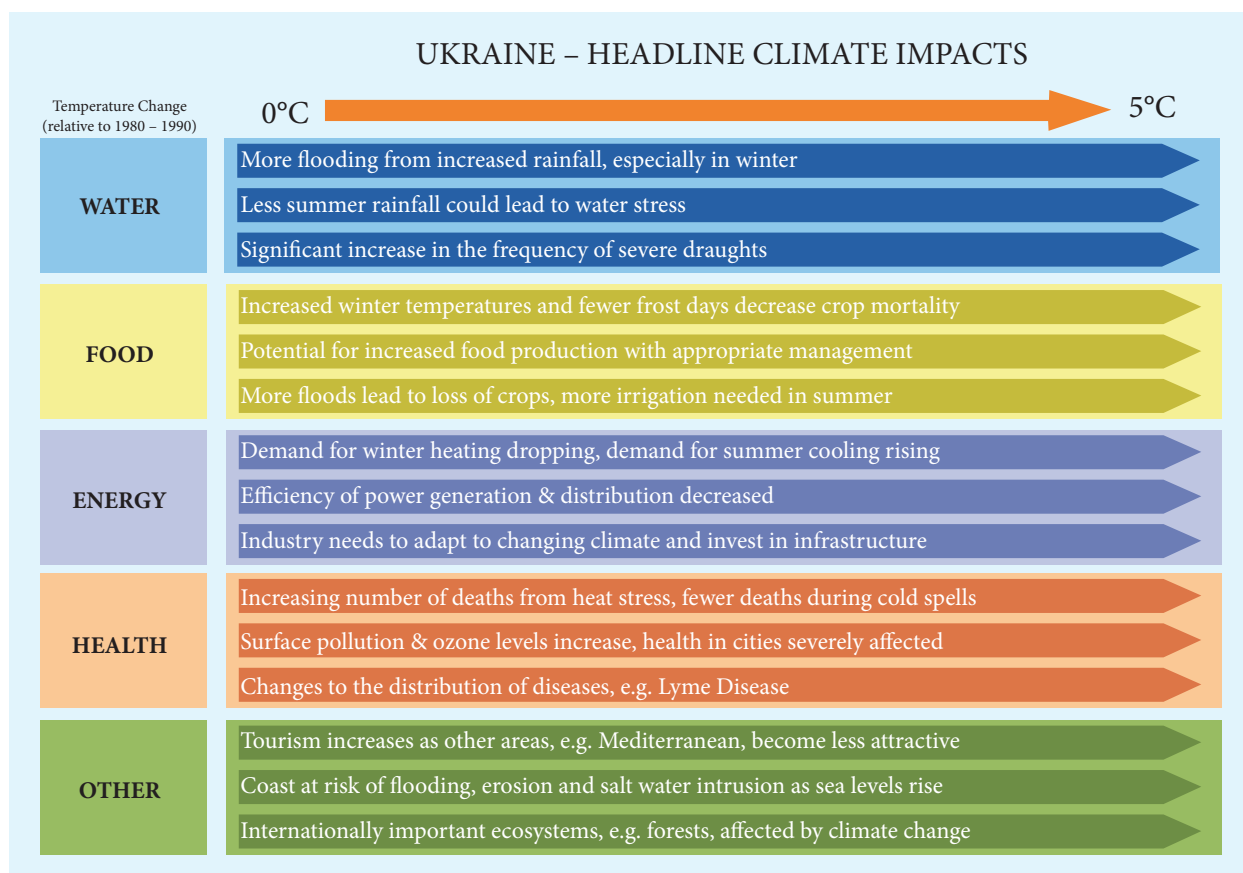 UKRAINE – HEADLINE CLIMATE IMPACTS
Temperature Change
(relative to 1980 – 1990)
0°C
5°C
WATER
More flooding from increased rainfall, especially in winter
Less summer rainfall could lead to water stress
Significant increase in the frequency of severe draughts
FOOD
Increased winter temperatures and fewer frost days decrease crop mortality
Potential for increased food production with appropriate management
More floods lead to loss of crops, more irrigation needed in summer
ENERGY
Demand for winter heating dropping, demand for summer cooling rising
Efficiency of power generation & distribution decreased
Industry needs to adapt to changing climate and invest in infrastructure
HEALTH
Increasing number of deaths from heat stress, fewer deaths during cold spells
Surface pollution & ozone levels increase, health in cities severely affected
Changes to the distribution of diseases, e.g. Lyme Disease
OTHER
Tourism increases as other areas, e.g. Mediterranean, become less attractive
Coast at risk of flooding, erosion and salt water intrusion as sea levels rise
Internationally important ecosystems, e.g. forests, affected by climate change